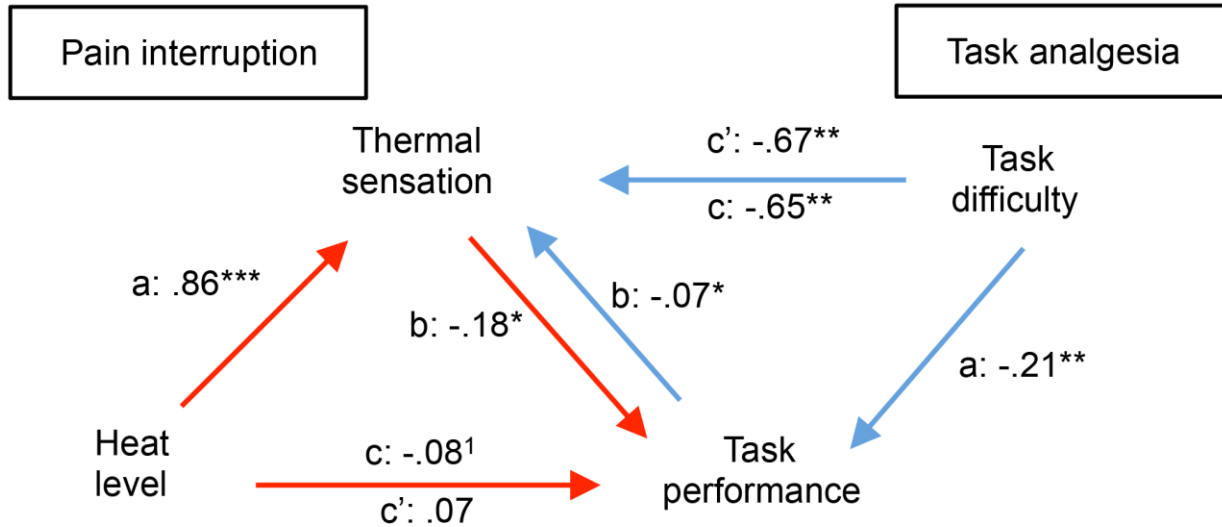 Pain interruption
Task analgesia
Thermal
sensation
c’: -.67**
c: -.65**
Task
difficulty
a: .86***
b: -.18*
b: -.07*
a: -.21**
Heat
level
c: -.08¹
c’: .07
Task
performance